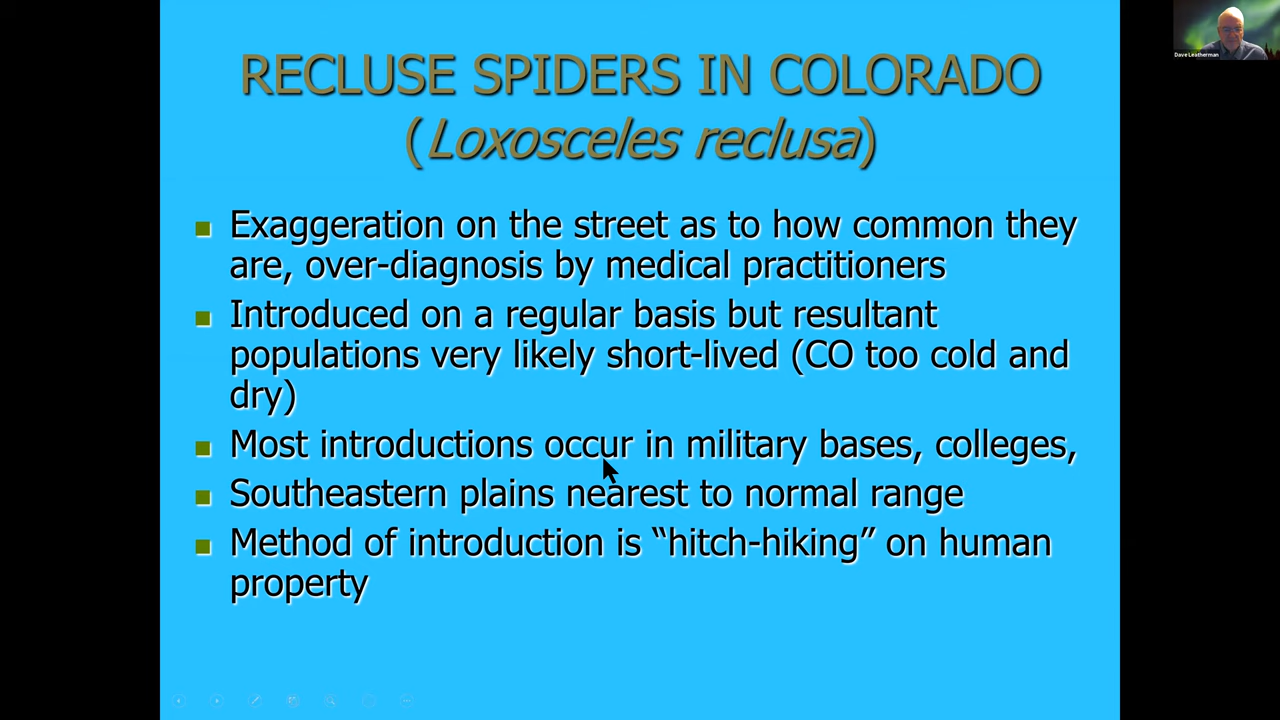 RECLUSE SPIDERS IN COLORADO
(Loxosceles reclusa)
Exaggeration on the street as to how common they
are, over-diagnosis by medical practitioners
Introduced on a regular basis but resultant
populations very likely short-lived (CO too cold and
dry)
Most introductions occur in military bases, colleges,
Southeastern plains nearest to normal range
Method of introduction is “hitch-hiking” on human
property
Dave Leatherman